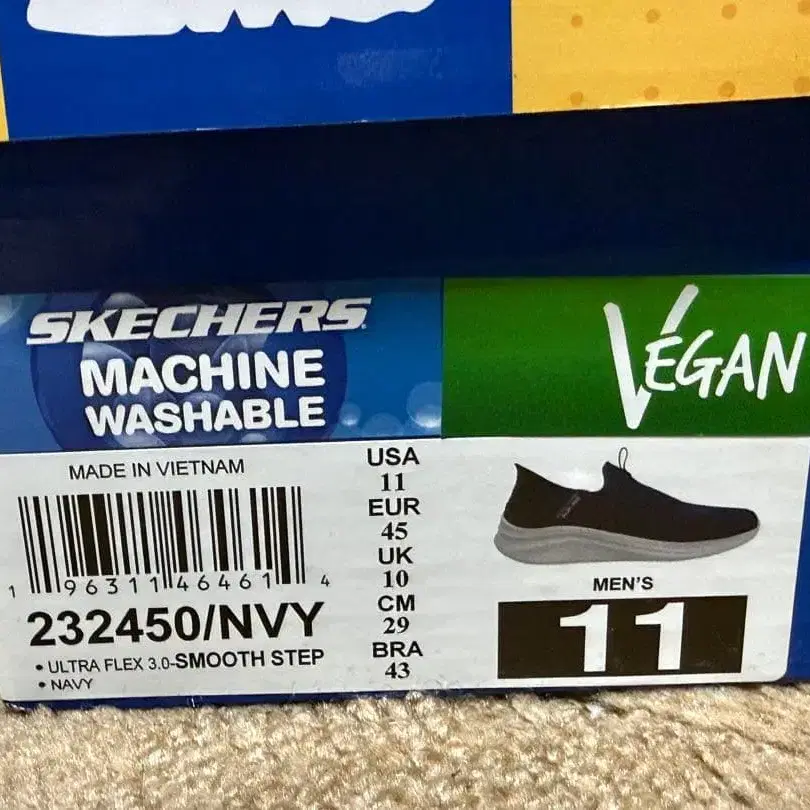 SKECHERS
MACHINE
WASHABLE
VEGAN
MADE IN VIETNAM
1 96311 46461 4
232450/NVY
• ULTRA FLEX 3.0-SMOOTH STEP
• NAVY
USA
11
EUR
45
UK
10
CM
29
BRA
43
MEN'S
11